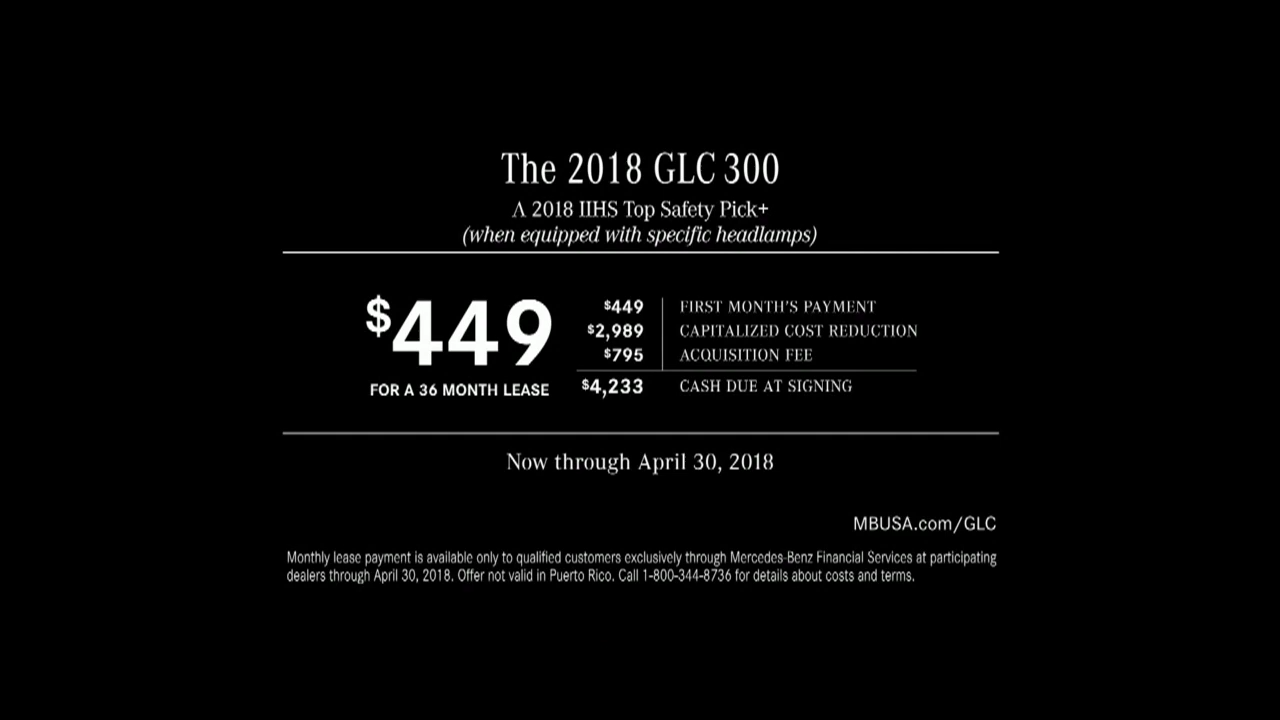 The 2018 GLC 300
A 2018 IIHS Top Safety Pick+
(when equipped with specific headlamps)
$449
FOR A 36 MONTH LEASE
$449 FIRST MONTH'S PAYMENT
$2,989 CAPITALIZED COST REDUCTION
$795 ACQUISITION FEE
$4,233 CASH DUE AT SIGNING
Now through April 30, 2018
MBUSA.com/GLC
Monthly lease payment is available only to qualified customers exclusively through Mercedes-Benz Financial Services at participating
dealers through April 30, 2018. Offer not valid in Puerto Rico. Call 1-800-344-8736 for details about costs and terms.